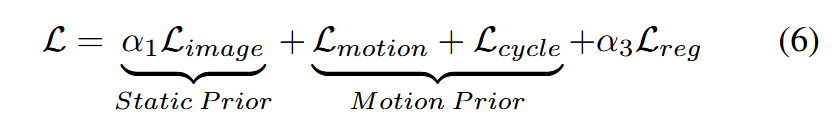 ℒ = α₁ℒ_image + ℒ_motion + ℒ_cycle + α₃ℒ_reg (6)
Static Prior Motion Prior